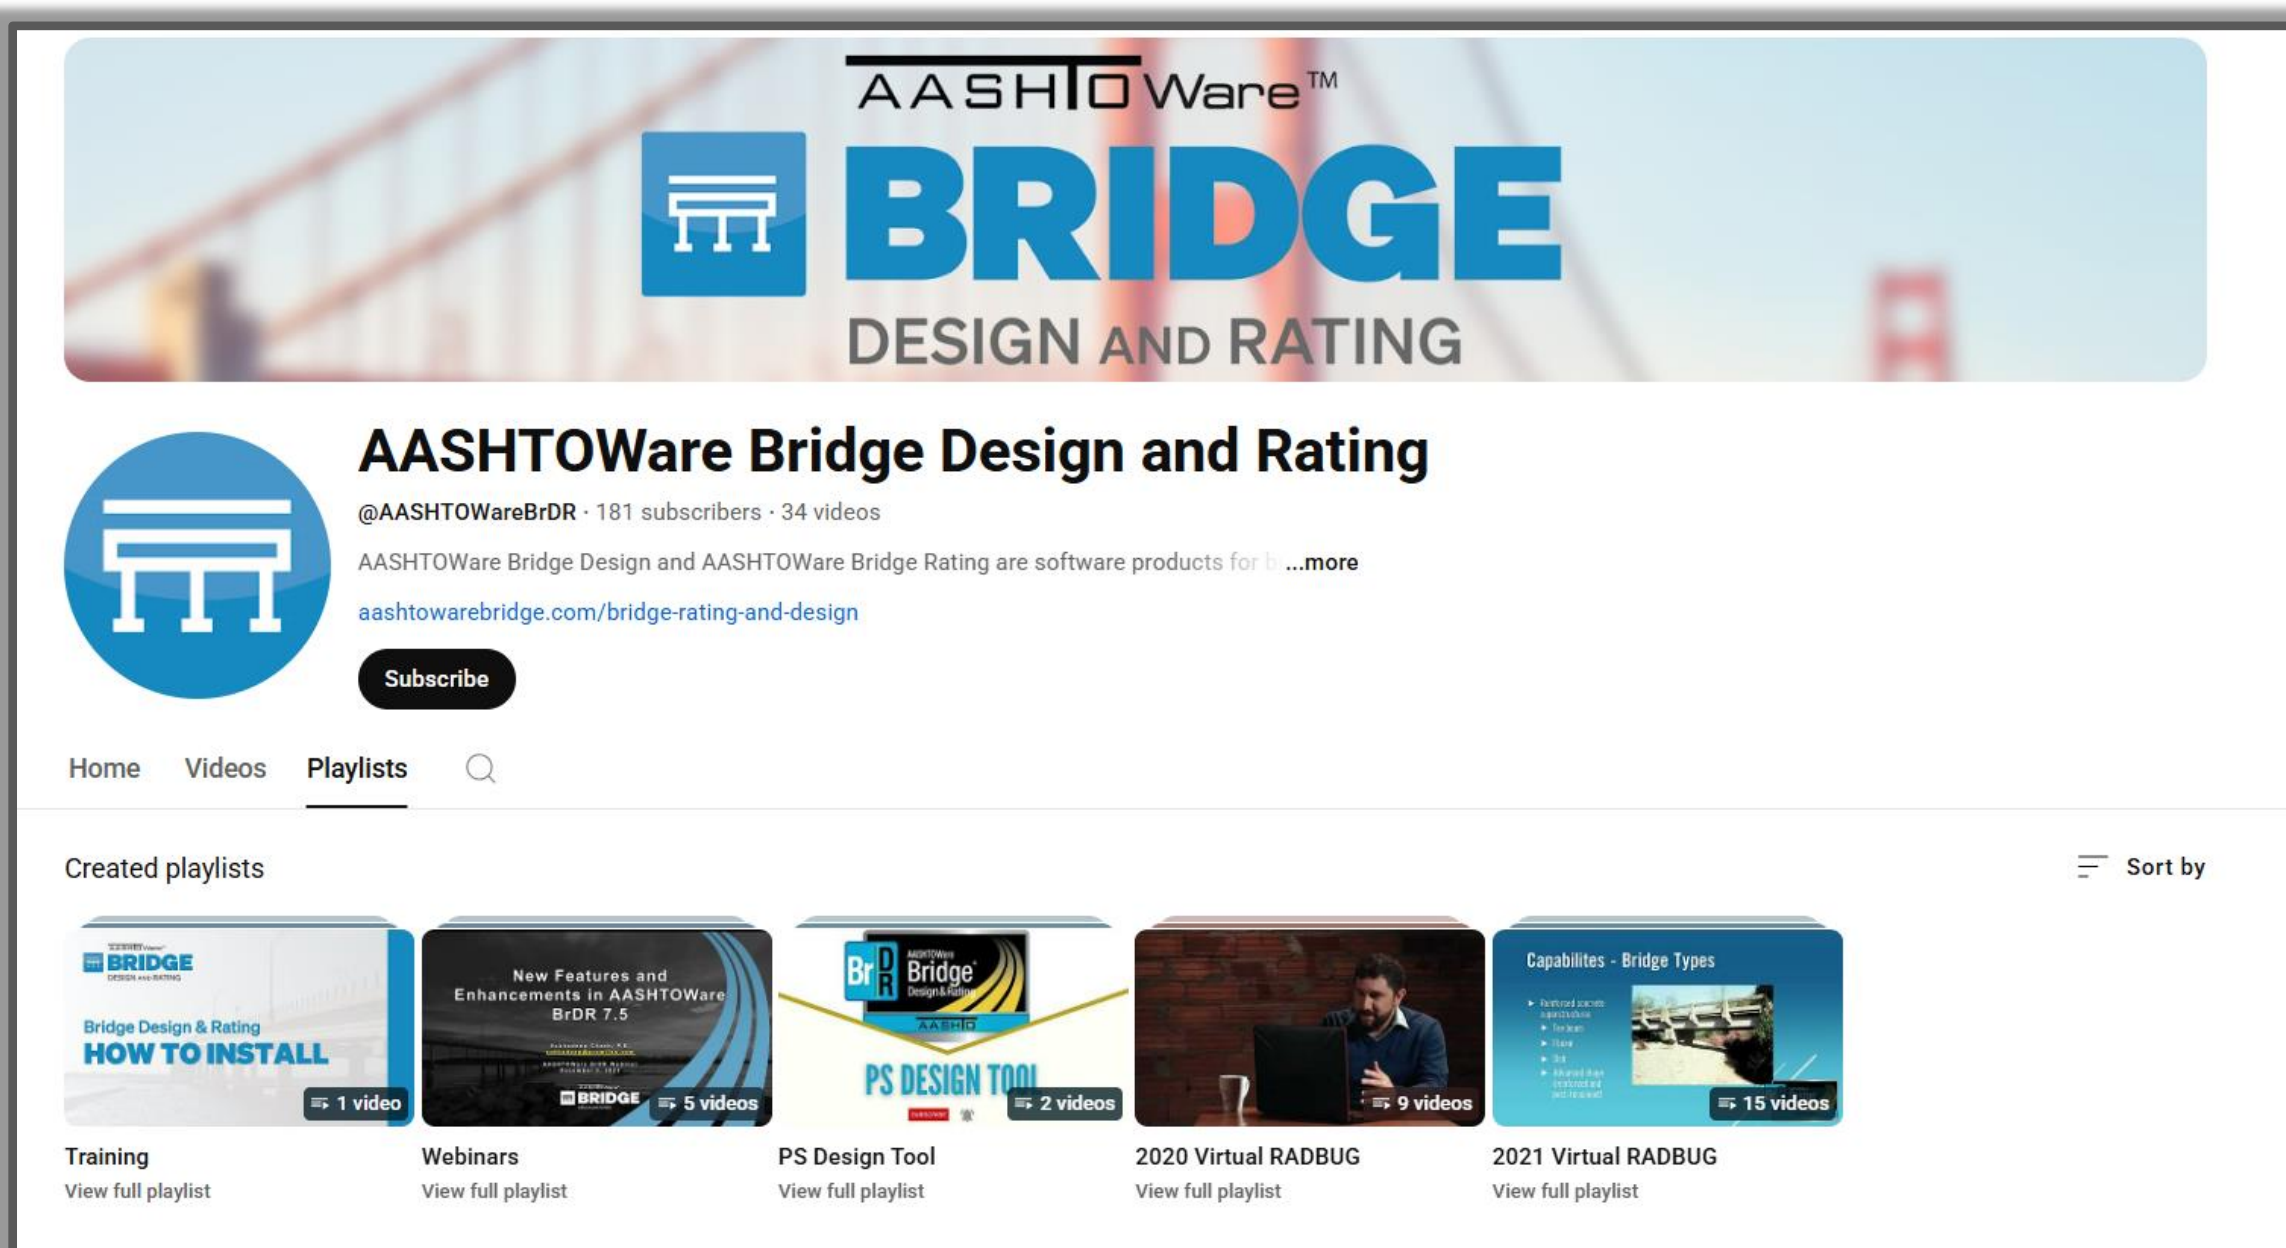 AASHTOWare™
BRIDGE
DESIGN AND RATING
AASHTOWare Bridge Design and Rating
@AASHTOWareBrDR · 181 subscribers · 34 videos
AASHTOWare Bridge Design and AASHTOWare Bridge Rating are software products for b ...more
aashtowarebridge.com/bridge-rating-and-design
Subscribe
Home Videos Playlists
Created playlists
Sort by
BRIDGE
DESIGN AND RATING
Bridge Design & Rating
HOW TO INSTALL
1 video
Training
View full playlist
New Features and
Enhancements in AASHTOWare
BrDR 7.5
BRIDGE
5 videos
Webinars
View full playlist
BrDR
AASHTOWare
Bridge
Design & Rating
AASHTO
PS DESIGN TOOL
2 videos
PS Design Tool
View full playlist
9 videos
2020 Virtual RADBUG
View full playlist
Capabilites - Bridge Types
15 videos
2021 Virtual RADBUG
View full playlist